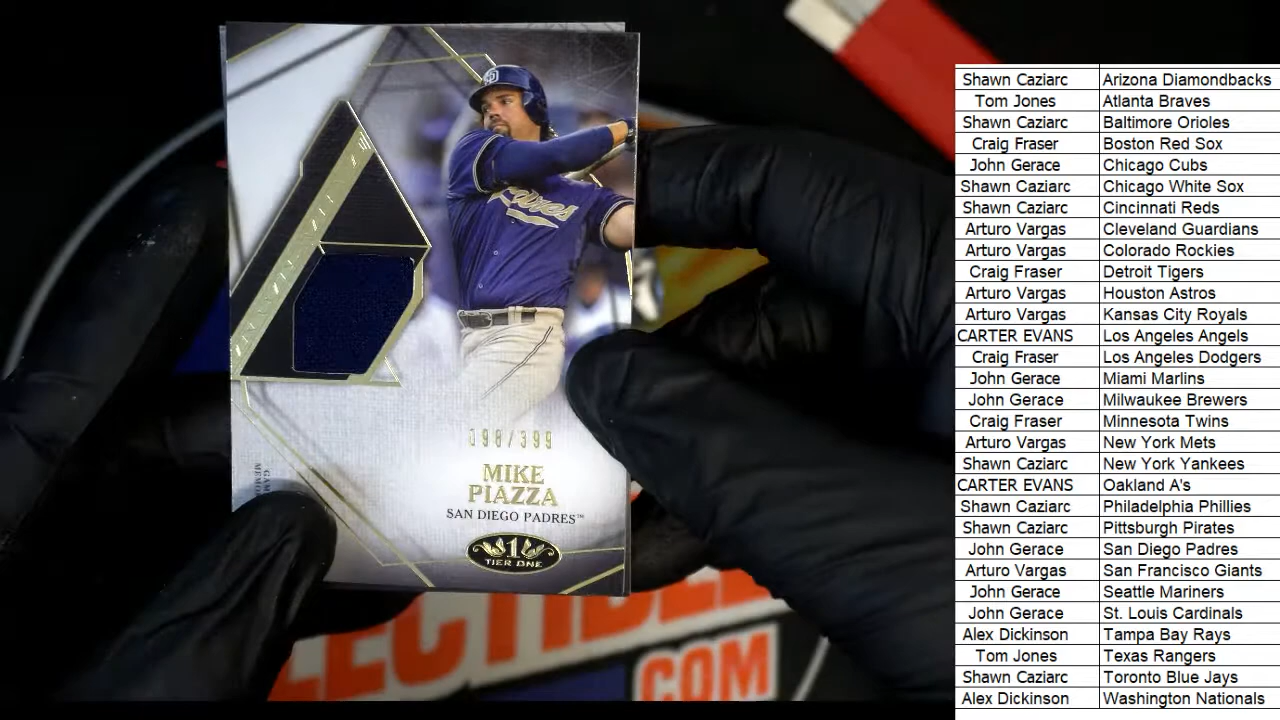 SD
Padres
198/399
MIKE
PIAZZA
SAN DIEGO PADRES™
1
TIER ONE
LECTIBLE
COM
Shawn Caziarc Arizona Diamondbacks
Tom Jones Atlanta Braves
Shawn Caziarc Baltimore Orioles
Craig Fraser Boston Red Sox
John Gerace Chicago Cubs
Shawn Caziarc Chicago White Sox
Shawn Caziarc Cincinnati Reds
Arturo Vargas Cleveland Guardians
Arturo Vargas Colorado Rockies
Craig Fraser Detroit Tigers
Arturo Vargas Houston Astros
Arturo Vargas Kansas City Royals
CARTER EVANS Los Angeles Angels
Craig Fraser Los Angeles Dodgers
John Gerace Miami Marlins
John Gerace Milwaukee Brewers
Craig Fraser Minnesota Twins
Arturo Vargas New York Mets
Shawn Caziarc New York Yankees
CARTER EVANS Oakland A's
Shawn Caziarc Philadelphia Phillies
Shawn Caziarc Pittsburgh Pirates
John Gerace San Diego Padres
Arturo Vargas San Francisco Giants
John Gerace Seattle Mariners
John Gerace St. Louis Cardinals
Alex Dickinson Tampa Bay Rays
Tom Jones Texas Rangers
Shawn Caziarc Toronto Blue Jays
Alex Dickinson Washington Nationals